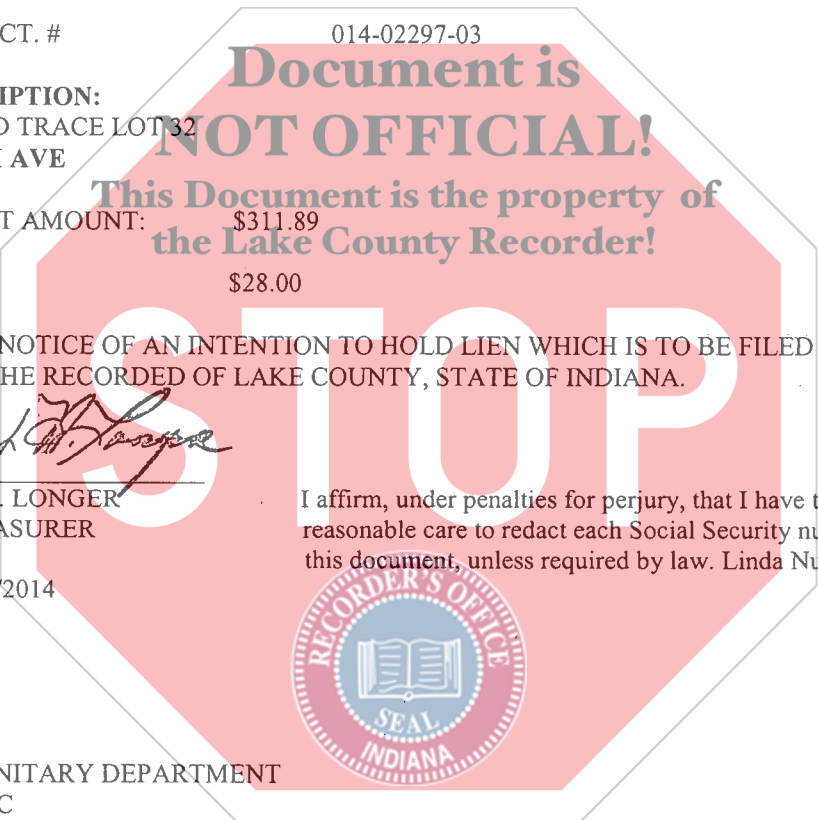 CT. # 014-02297-03
Document is
IPTION:
D TRACE LOT 32
NOT OFFICIAL!
AVE
This Document is the property of
T AMOUNT: $311.89
the Lake County Recorder!
$28.00
STOP
NOTICE OF AN INTENTION TO HOLD LIEN WHICH IS TO BE FILED
HE RECORDED OF LAKE COUNTY, STATE OF INDIANA.
. LONGER I affirm, under penalties for perjury, that I have t
ASURER reasonable care to redact each Social Security nu
this document, unless required by law. Linda Nu
/2014
RECORDER'S OFFICE
SEAL
INDIANA
NITARY DEPARTMENT
C